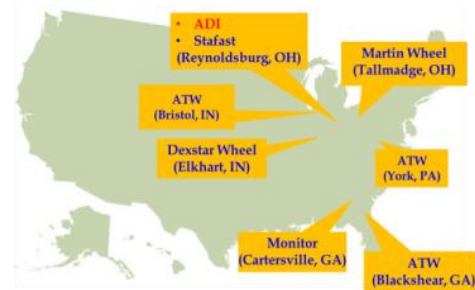 • ADI
• Stafast
(Reynoldsburg, OH)
Martin Wheel
(Tallmadge, OH)
ATW
(Bristol, IN)
Dexstar Wheel
(Elkhart, IN)
ATW
(York, PA)
Monitor
(Cartersville, GA)
ATW
(Blackshear, GA)